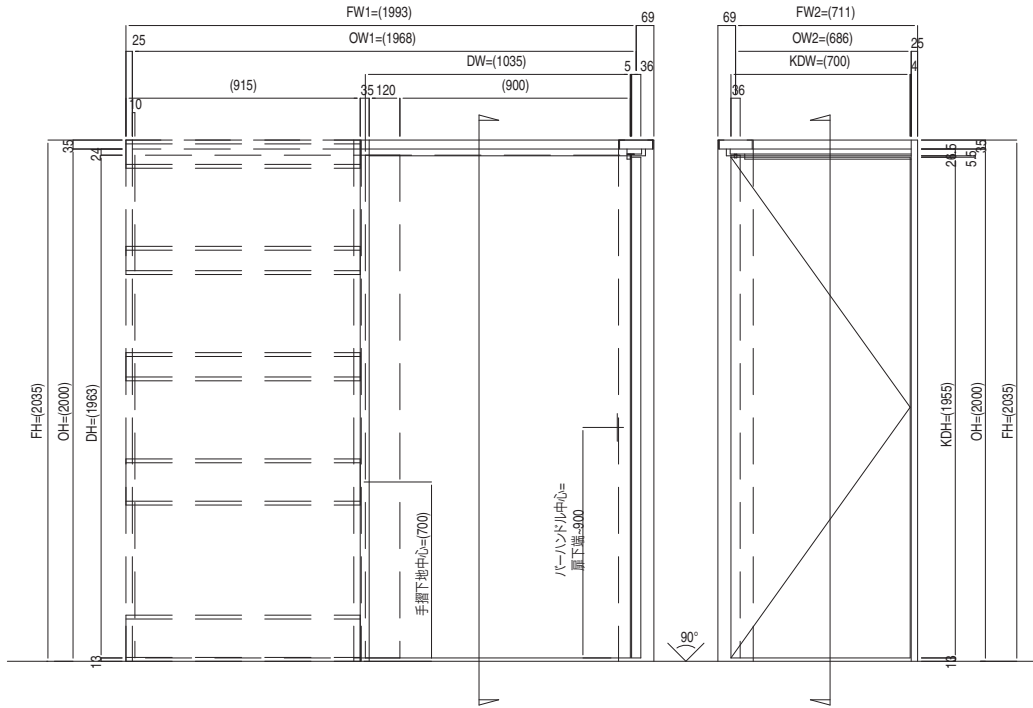 FW1=(1993)
69
69
FW2=(711)
25
OW1=(1968)
OW2=(686)
25
DW=(1035)
5
36
KDW=(700)
4
(915)
35
120
(900)
36
10
35
24
26.5
5.5
35
FH=(2035)
OH=(2000)
DH=(1963)
手摺下地中心=(700)
バーハンドル中心=
扉下端~900
KDH=(1955)
OH=(2000)
FH=(2035)
90°
13
13